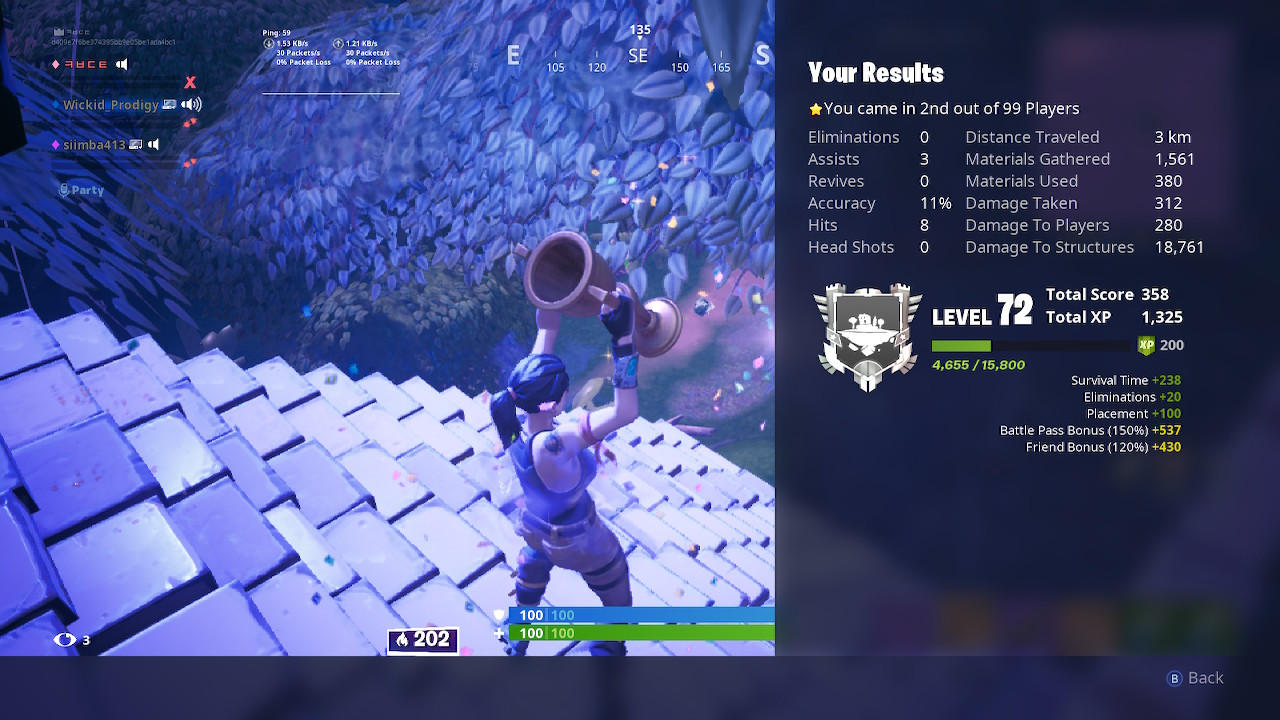 d409e7f6be374395bb9e05be1ada4bc1
Wickid_Prodigy
siimba413
Party
Ping: 59
1.53 KB/s 1.21 KB/s
30 Packets/s 30 Packets/s
0% Packet Loss 0% Packet Loss
135
75 E 105 120 SE 150 165 S
3
202
100 100
100 100
Your Results
You came in 2nd out of 99 Players
Eliminations 0 Distance Traveled 3 km
Assists 3 Materials Gathered 1,561
Revives 0 Materials Used 380
Accuracy 11% Damage Taken 312
Hits 8 Damage To Players 280
Head Shots 0 Damage To Structures 18,761
LEVEL 72
Total Score 358
Total XP 1,325
XP 200
4,655 / 15,800
Survival Time +238
Eliminations +20
Placement +100
Battle Pass Bonus (150%) +537
Friend Bonus (120%) +430
B Back